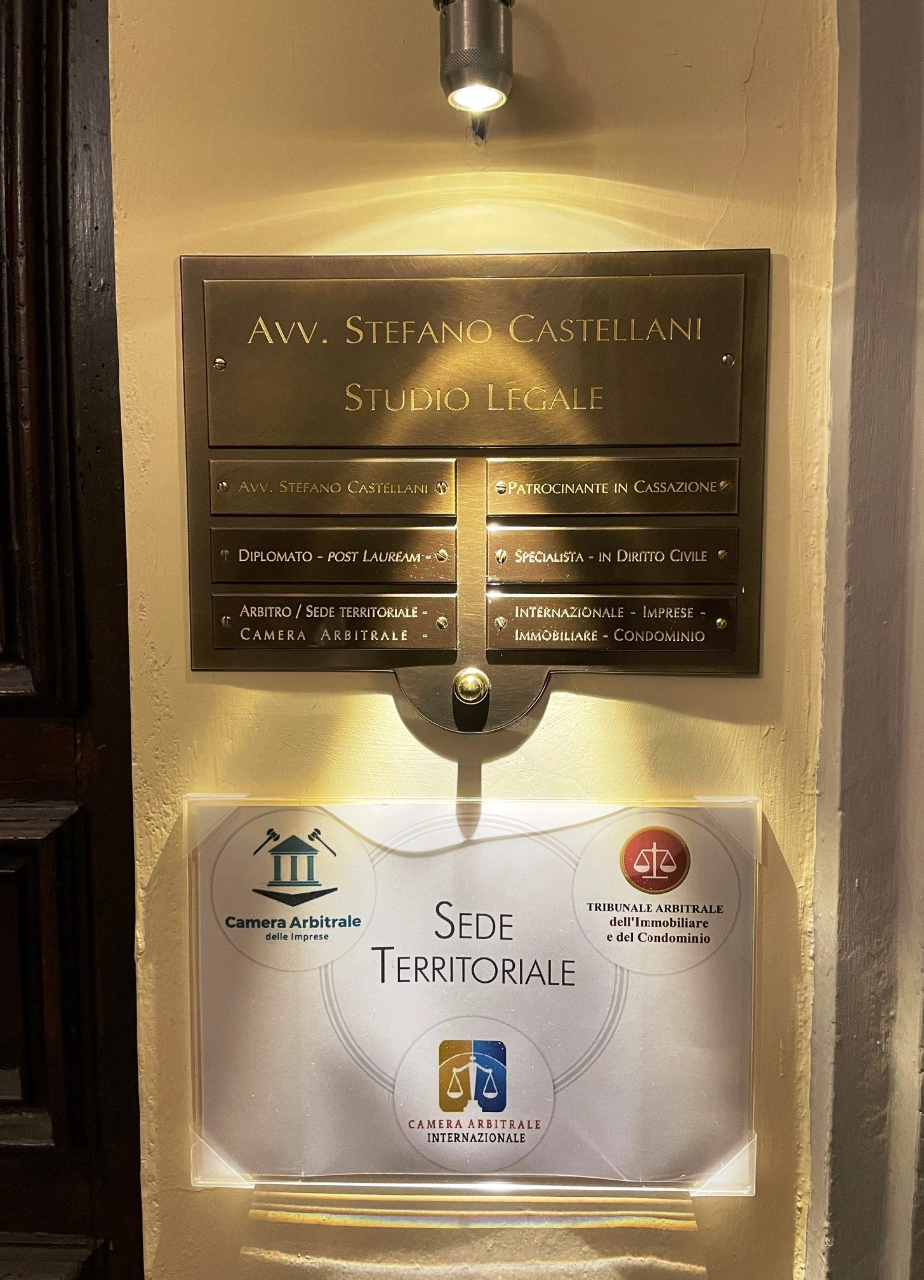 AVV. STEFANO CASTELLANI
STUDIO LEGALE
AVV. STEFANO CASTELLANI
PATROCINANTE IN CASSAZIONE
DIPLOMATO - POST LAUREAM -
SPECIALISTA - IN DIRITTO CIVILE
ARBITRO / SEDE TERRITORIALE -
CAMERA ARBITRALE -
INTERNAZIONALE - IMPRESE -
IMMOBILIARE - CONDOMINIO
Camera Arbitrale
delle Imprese
SEDE
TERRITORIALE
TRIBUNALE ARBITRALE
dell'Immobiliare
e del Condominio
CAMERA ARBITRALE
INTERNAZIONALE